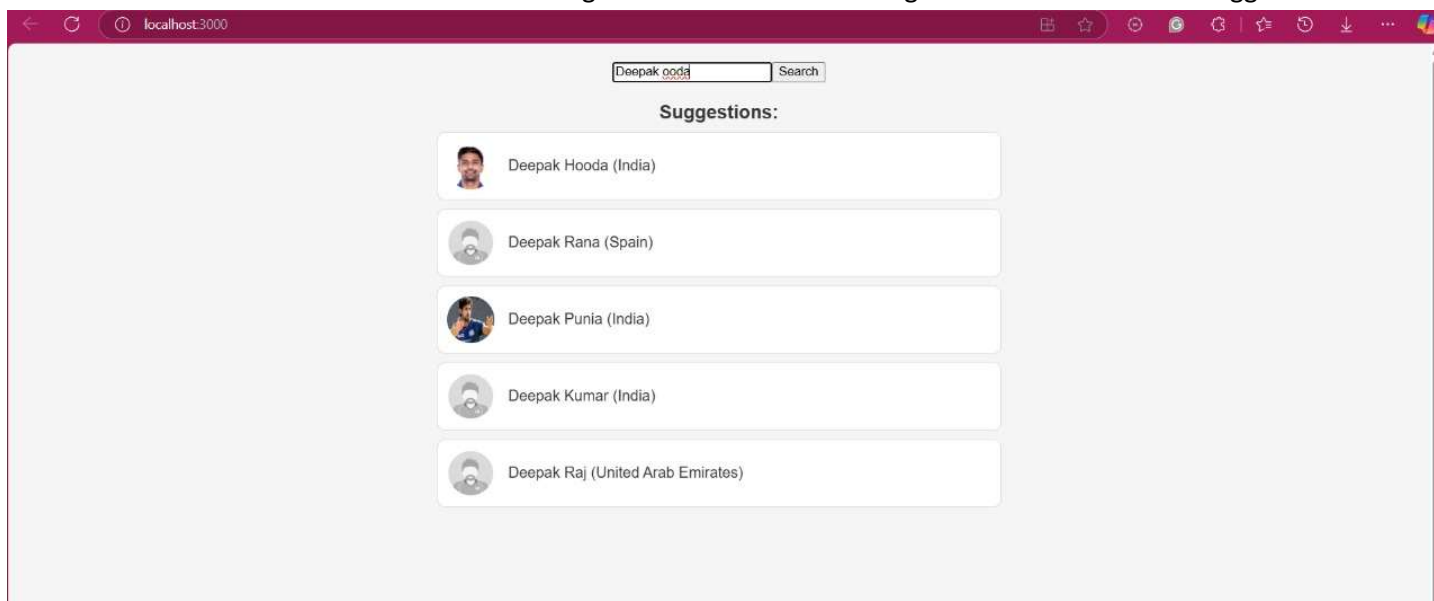 localhost:3000
Deepak ooda Search
Suggestions:
Deepak Hooda (India)
Deepak Rana (Spain)
Deepak Punia (India)
Deepak Kumar (India)
Deepak Raj (United Arab Emirates)